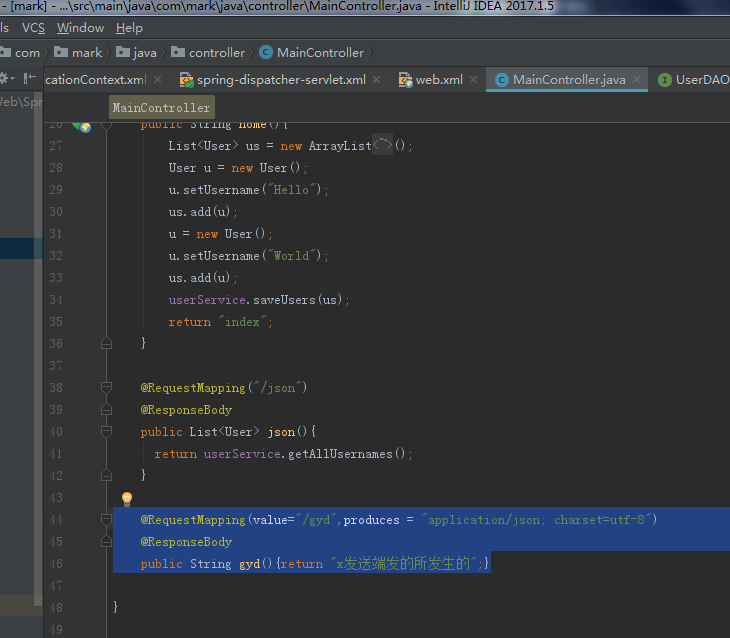 - [mark] - ...\src\main\java\com\mark\java\controller\MainController.java - IntelliJ IDEA 2017.1.5
ls VCS Window Help
com mark java controller MainController
cationContext.xml spring-dispatcher-servlet.xml web.xml MainController.java UserDAO
Web\Spr
MainController
26 public String home(){
27 List<User> us = new ArrayList<~>();
28 User u = new User();
29 u.setUsername("Hello");
30 us.add(u);
31 u = new User();
32 u.setUsername("World");
33 us.add(u);
34 userService.saveUsers(us);
35 return "index";
36 }
37
38 @RequestMapping("/json")
39 @ResponseBody
40 public List<User> json(){
41 return userService.getAllUsernames();
42 }
43
44 @RequestMapping(value="/gyd",produces = "application/json; charset=utf-8")
45 @ResponseBody
46 public String gyd(){return "x发送端发的所发生的";}
47
48 }
49